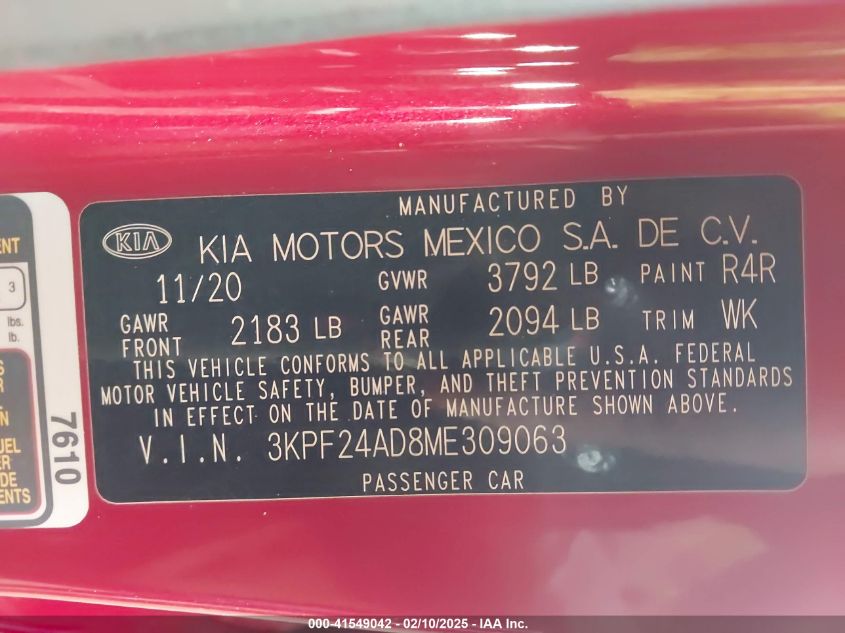 MANUFACTURED BY
KIA KIA MOTORS MEXICO S.A. DE C.V.
11/20 GVWR 3792 LB PAINT R4R
GAWR FRONT 2183 LB GAWR REAR 2094 LB TRIM WK
THIS VEHICLE CONFORMS TO ALL APPLICABLE U.S.A. FEDERAL
MOTOR VEHICLE SAFETY, BUMPER, AND THEFT PREVENTION STANDARDS
IN EFFECT ON THE DATE OF MANUFACTURE SHOWN ABOVE.
V.I.N. 3KPF24AD8ME309063
PASSENGER CAR
3
lbs.
lb.
7610
000-41549042 - 02/10/2025 - IAA Inc.